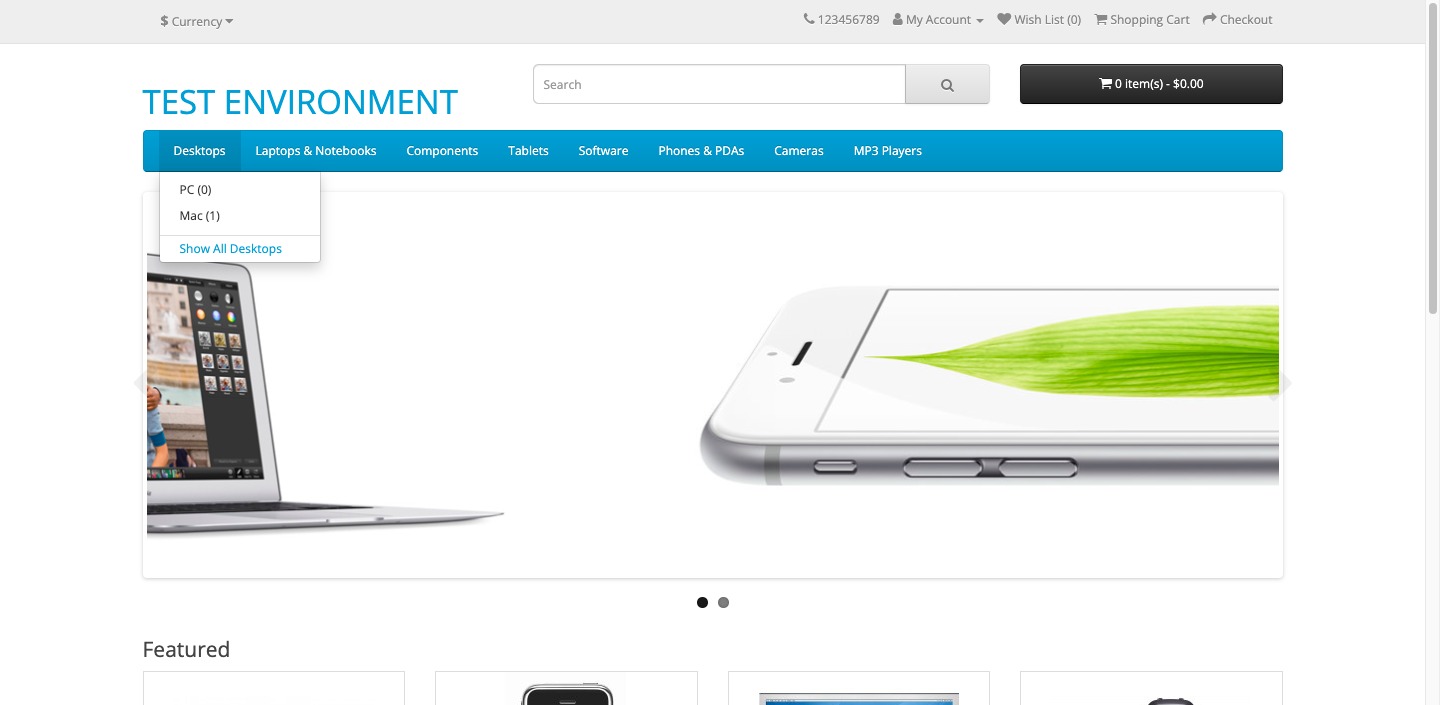 $ Currency
123456789 My Account Wish List (0) Shopping Cart Checkout
Search
0 item(s) - $0.00
TEST ENVIRONMENT
Desktops Laptops & Notebooks Components Tablets Software Phones & PDAs Cameras MP3 Players
PC (0)
Mac (1)
Show All Desktops
Featured